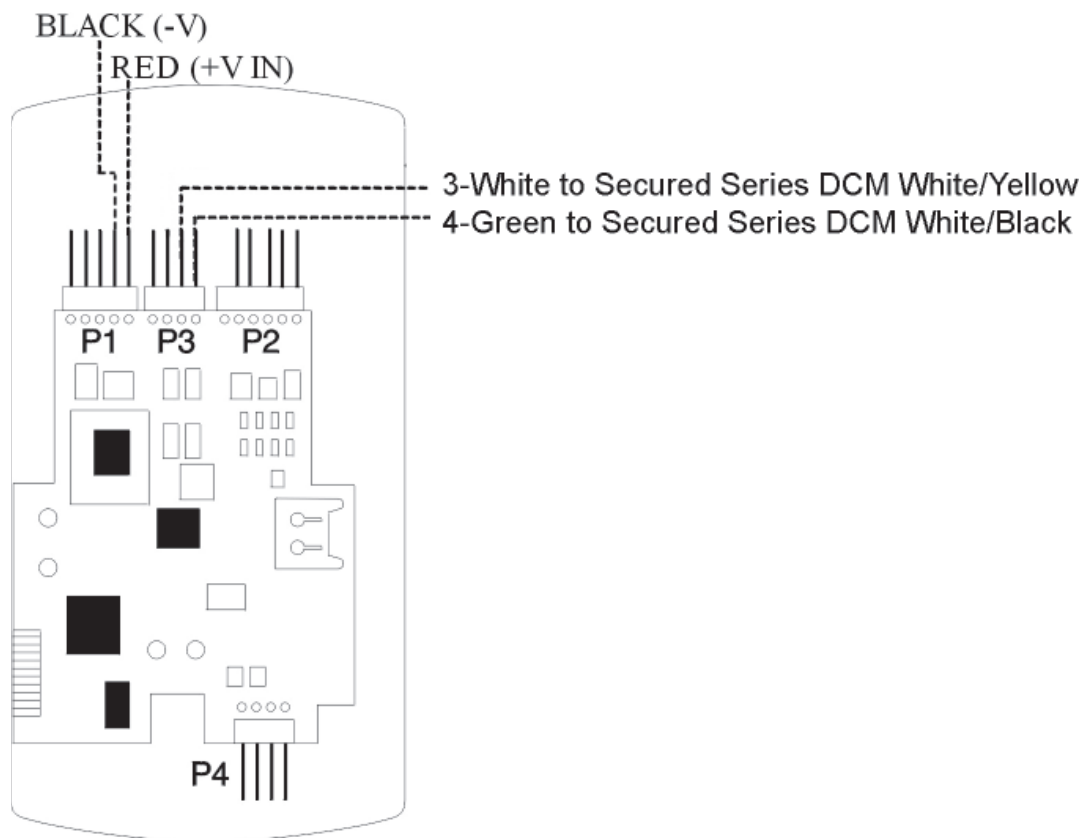 BLACK (-V)
RED (+V IN)
3-White to Secured Series DCM White/Yellow
4-Green to Secured Series DCM White/Black
P1 P3 P2
P4